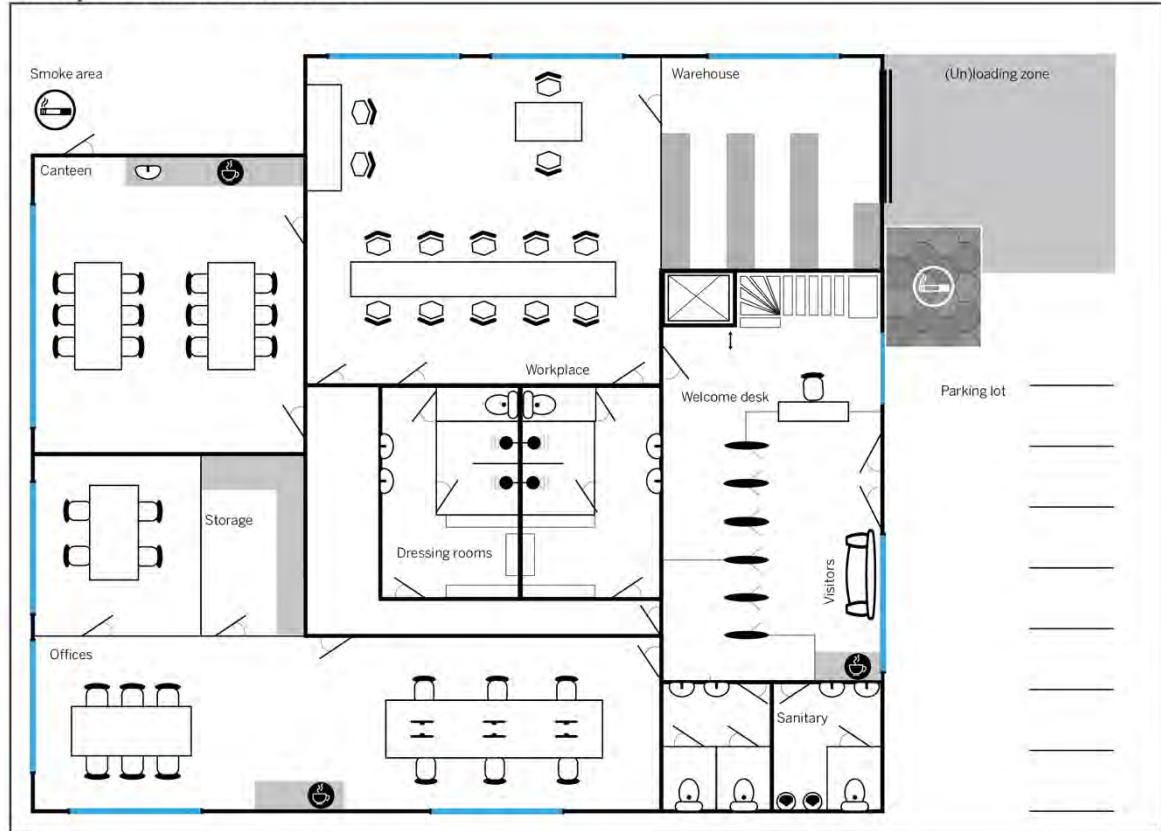 Smoke area
Warehouse
(Un)loading zone
Canteen
Workplace
Welcome desk
Parking lot
Storage
Dressing rooms
Visitors
Offices
Sanitary